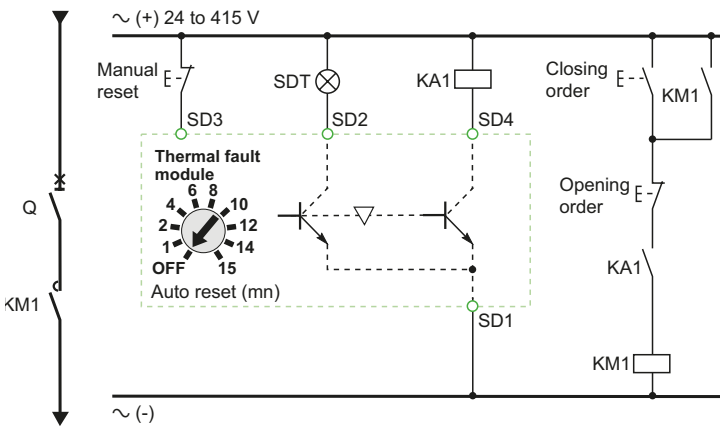 ~ (+) 24 to 415 V
Manual
reset
SDT
KA1
Closing
order
KM1
SD3
SD2
SD4
Thermal fault
module
6 8
4 10
2 12
1 14
OFF 15
Auto reset (mn)
Opening
order
Q
KA1
KM1
SD1
KM1
~ (-)